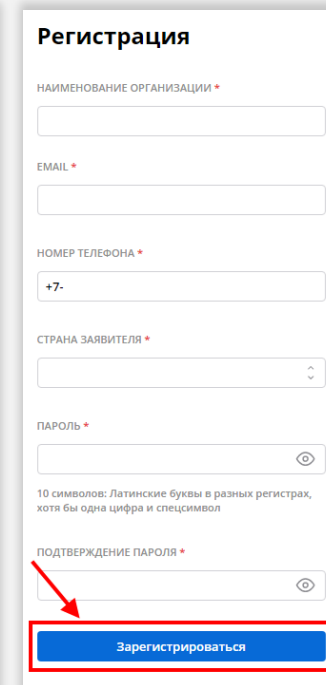 Регистрация
НАИМЕНОВАНИЕ ОРГАНИЗАЦИИ *
EMAIL *
НОМЕР ТЕЛЕФОНА *
+7-
СТРАНА ЗАЯВИТЕЛЯ *
ПАРОЛЬ *
10 символов: Латинские буквы в разных регистрах,
хотя бы одна цифра и спецсимвол
ПОДТВЕРЖДЕНИЕ ПАРОЛЯ *
Зарегистрироваться